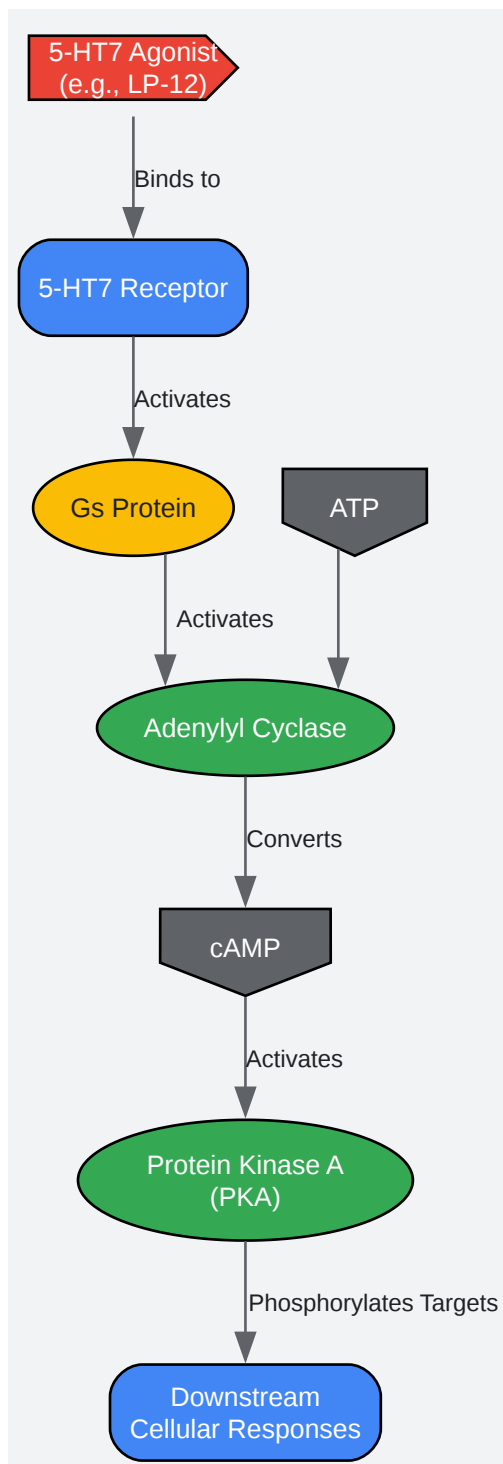 5-HT7 Agonist
(e.g., LP-12)
Binds to
5-HT7 Receptor
Activates
Gs Protein
ATP
Activates
Adenylyl Cyclase
Converts
cAMP
Activates
Protein Kinase A
(PKA)
Phosphorylates Targets
Downstream
Cellular Responses